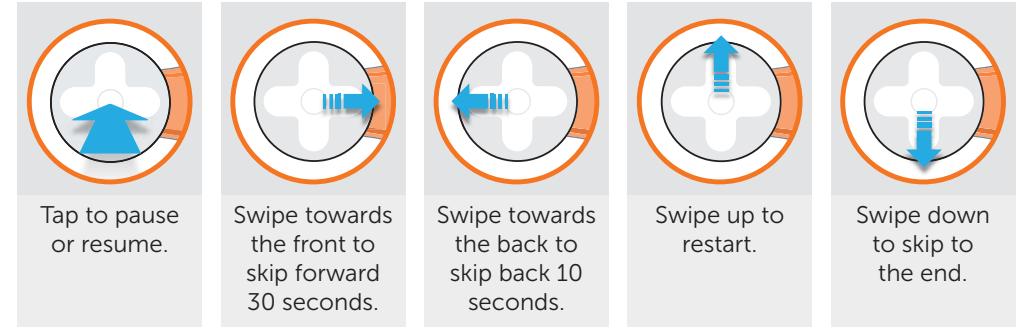 Tap to pause
or resume.
Swipe towards
the front to
skip forward
30 seconds.
Swipe towards
the back to
skip back 10
seconds.
Swipe up to
restart.
Swipe down
to skip to
the end.